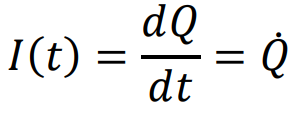 I(t) = dQ/dt = Q̇